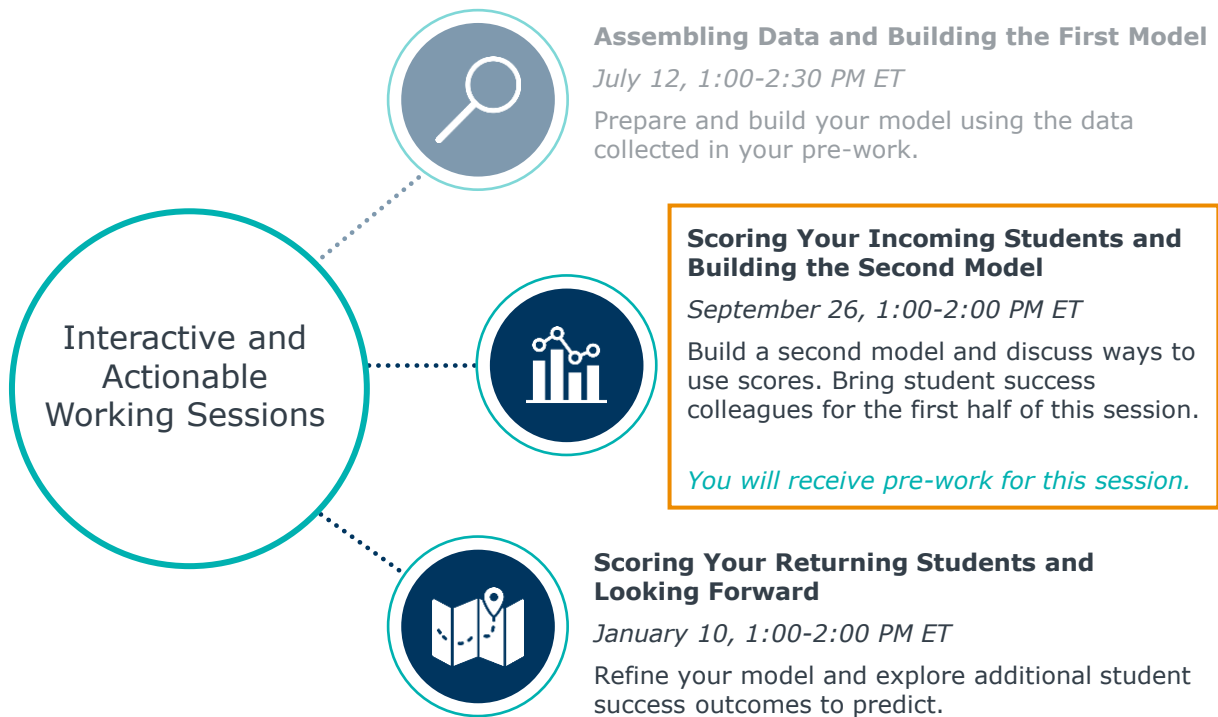 Assembling Data and Building the First Model
July 12, 1:00-2:30 PM ET
Prepare and build your model using the data
collected in your pre-work.
Interactive and
Actionable
Working Sessions
Scoring Your Incoming Students and
Building the Second Model
September 26, 1:00-2:00 PM ET
Build a second model and discuss ways to
use scores. Bring student success
colleagues for the first half of this session.
You will receive pre-work for this session.
Scoring Your Returning Students and
Looking Forward
January 10, 1:00-2:00 PM ET
Refine your model and explore additional student
success outcomes to predict.